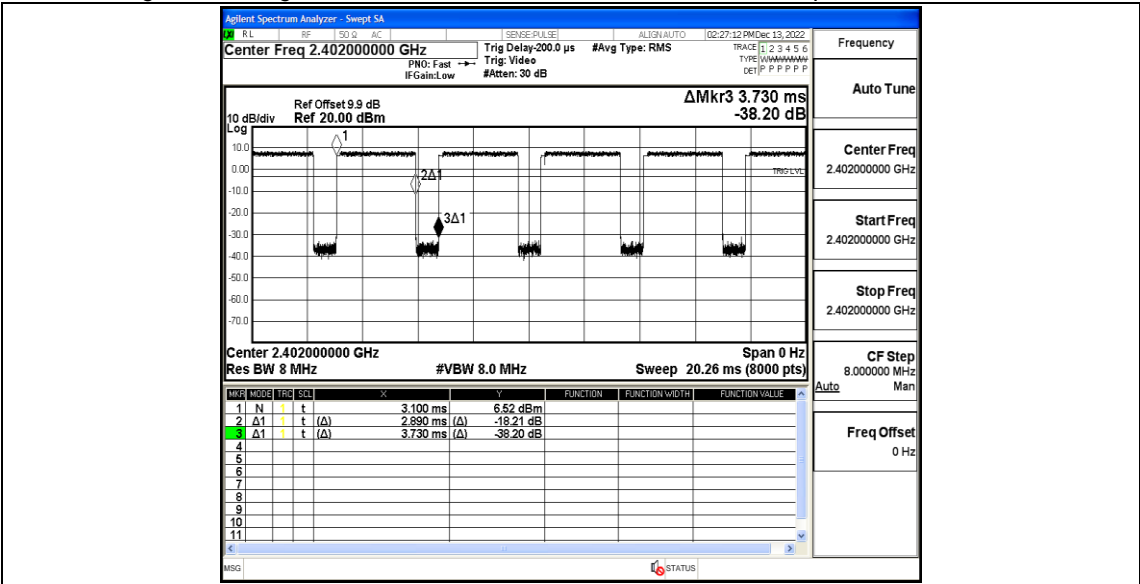 Agilent Spectrum Analyzer - Swept SA
RL RF 50 Ω AC SENSE:PULSE ALIGNAUTO 02:27:12 PM Dec 13, 2022
Center Freq 2.402000000 GHz
PNO: Fast
IFGain:Low
Trig Delay-200.0 µs
Trig: Video
#Atten: 30 dB
#Avg Type: RMS
TRACE 1 2 3 4 5 6
TYPE
DET P P P P P P
ΔMkr3 3.730 ms
-38.20 dB
Ref Offset 9.9 dB
10 dB/div Ref 20.00 dBm
Log
10.0
0.00
-10.0
-20.0
-30.0
-40.0
-50.0
-60.0
-70.0
1
2Δ1
3Δ1
TRIG LVL
Center 2.402000000 GHz Span 0 Hz
Res BW 8 MHz #VBW 8.0 MHz Sweep 20.26 ms (8000 pts)
MKR MODE TRC SCL X Y FUNCTION FUNCTION WIDTH FUNCTION VALUE
1 N 1 t 3.100 ms 6.52 dBm
2 Δ1 1 t (Δ) 2.890 ms (Δ) -18.21 dB
3 Δ1 1 t (Δ) 3.730 ms (Δ) -38.20 dB
4
5
6
7
8
9
10
11
MSG STATUS
Frequency
Auto Tune
Center Freq
2.402000000 GHz
Start Freq
2.402000000 GHz
Stop Freq
2.402000000 GHz
CF Step
8.000000 MHz
Auto Man
Freq Offset
0 Hz